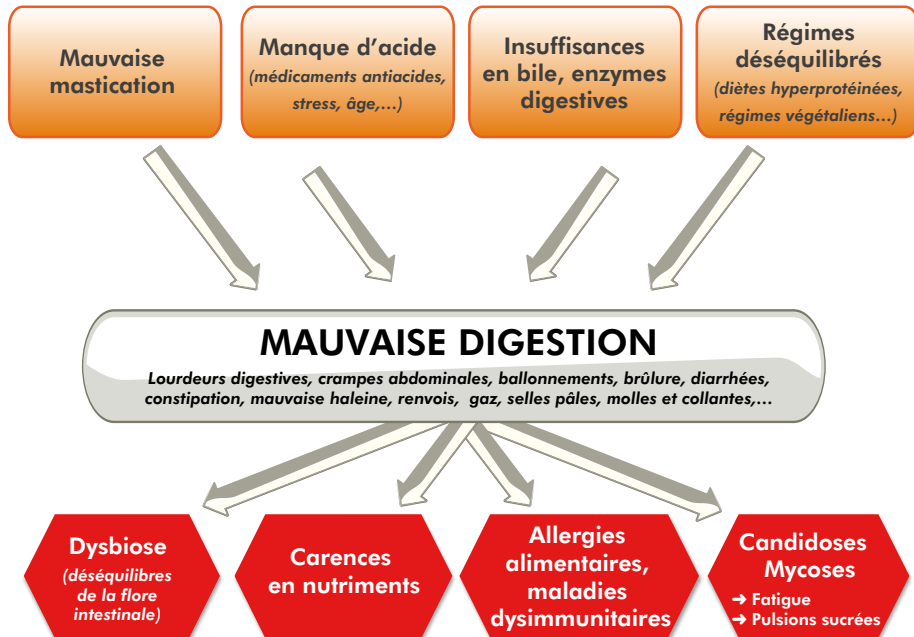 Mauvaise
mastication
Manque d'acide
(médicaments antiacides,
stress, âge,...)
Insuffisances
en bile, enzymes
digestives
Régimes
déséquilibrés
(diètes hyperprotéinées,
régimes végétaliens...)
MAUVAISE DIGESTION
Lourdeurs digestives, crampes abdominales, ballonnements, brûlure, diarrhées,
constipation, mauvaise haleine, renvois, gaz, selles pâles, molles et collantes,...
Dysbiose
(déséquilibres
de la flore
intestinale)
Carences
en nutriments
Allergies
alimentaires,
maladies
dysimmunitaires
Candidoses
Mycoses
→ Fatigue
→ Pulsions sucrées